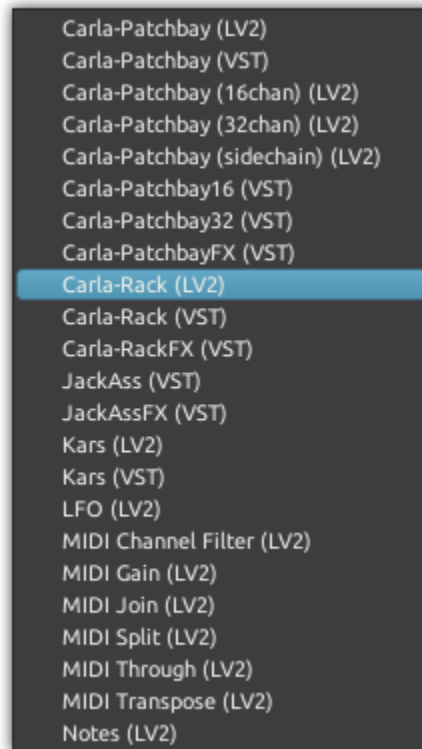 Carla-Patchbay (LV2)
Carla-Patchbay (VST)
Carla-Patchbay (16chan) (LV2)
Carla-Patchbay (32chan) (LV2)
Carla-Patchbay (sidechain) (LV2)
Carla-Patchbay16 (VST)
Carla-Patchbay32 (VST)
Carla-PatchbayFX (VST)
Carla-Rack (LV2)
Carla-Rack (VST)
Carla-RackFX (VST)
JackAss (VST)
JackAssFX (VST)
Kars (LV2)
Kars (VST)
LFO (LV2)
MIDI Channel Filter (LV2)
MIDI Gain (LV2)
MIDI Join (LV2)
MIDI Split (LV2)
MIDI Through (LV2)
MIDI Transpose (LV2)
Notes (LV2)